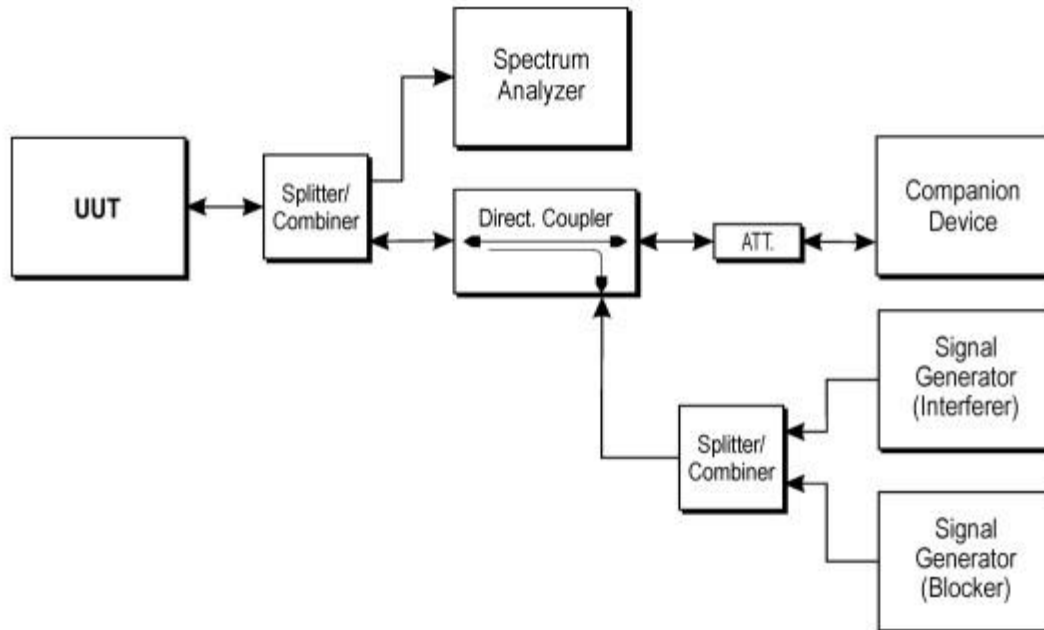 Spectrum
Analyzer
UUT
Splitter/
Combiner
Direct. Coupler
ATT.
Companion
Device
Signal
Generator
(Interferer)
Splitter/
Combiner
Signal
Generator
(Blocker)